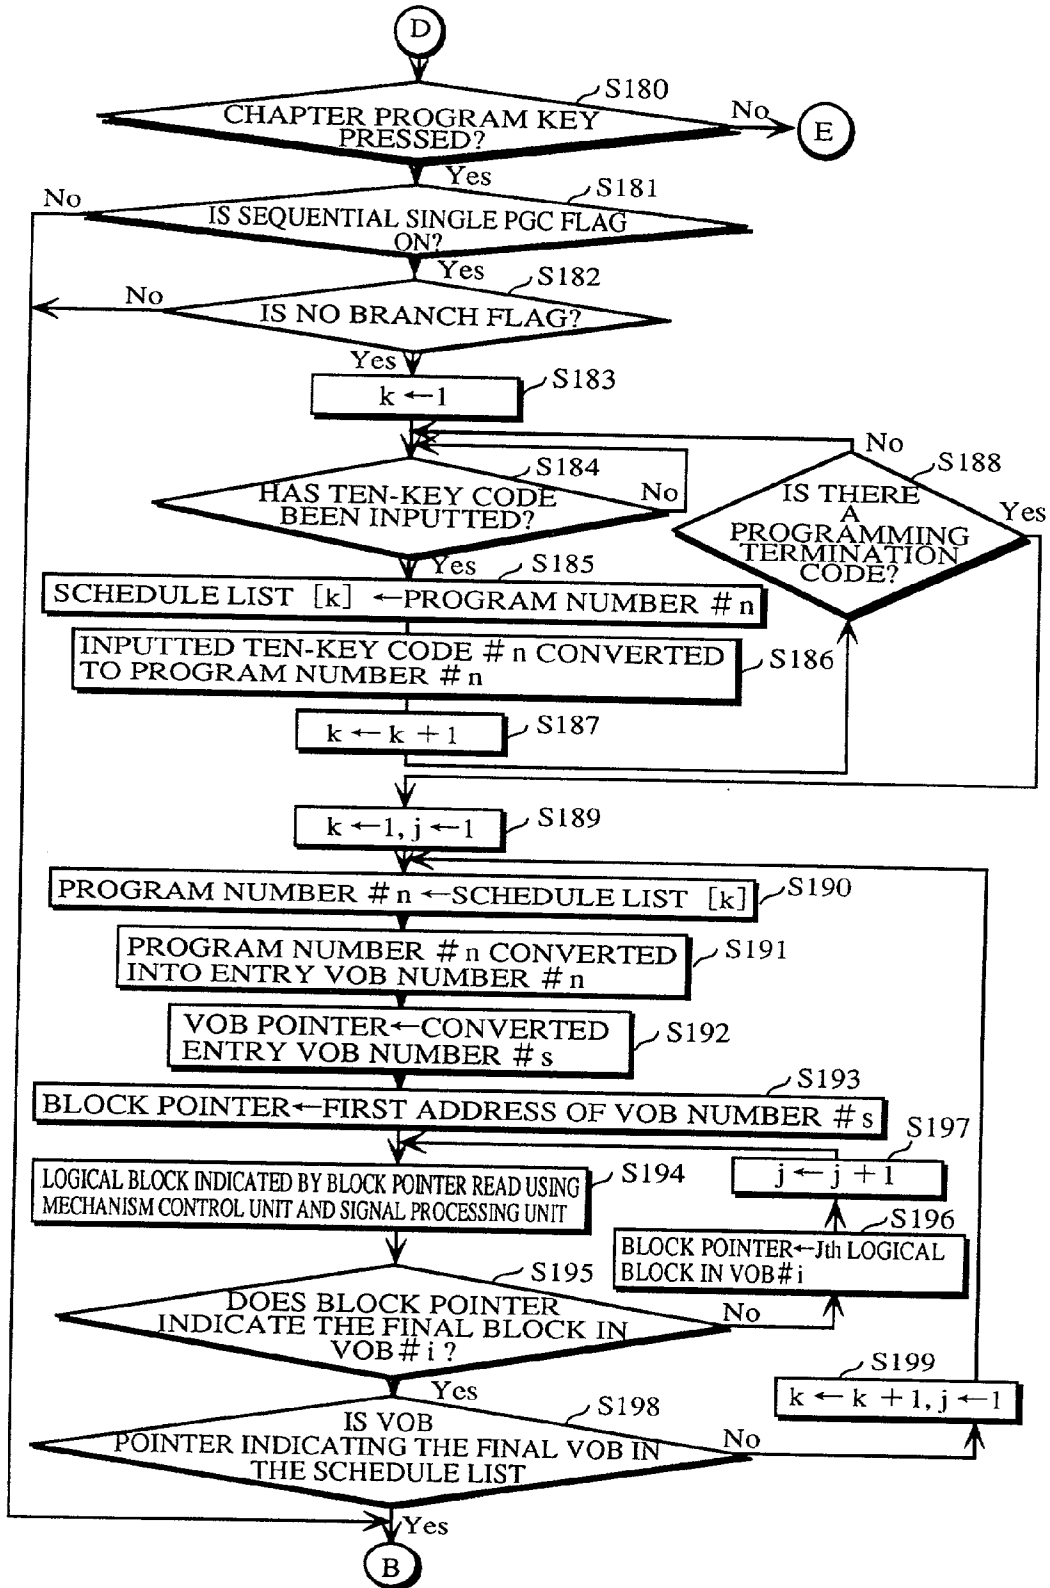 D
S180
CHAPTER PROGRAM KEY
PRESSED?
No
E
Yes
S181
No
IS SEQUENTIAL SINGLE PGC FLAG
ON?
Yes
S182
No
IS NO BRANCH FLAG?
Yes
S183
k ←1
No
S188
S184
HAS TEN-KEY CODE
BEEN INPUTTED?
No
IS THERE
A
PROGRAMMING
TERMINATION
CODE?
Yes
Yes
S185
SCHEDULE LIST [k] ←PROGRAM NUMBER #n
INPUTTED TEN-KEY CODE #n CONVERTED
TO PROGRAM NUMBER #n
S186
k ← k + 1
S187
k ←1, j ←1
S189
PROGRAM NUMBER #n ←SCHEDULE LIST [k]
S190
PROGRAM NUMBER #n CONVERTED
INTO ENTRY VOB NUMBER #n
S191
VOB POINTER←CONVERTED
ENTRY VOB NUMBER #s
S192
S193
BLOCK POINTER←FIRST ADDRESS OF VOB NUMBER #s
S197
j ← j + 1
LOGICAL BLOCK INDICATED BY BLOCK POINTER READ USING
MECHANISM CONTROL UNIT AND SIGNAL PROCESSING UNIT
S194
S196
BLOCK POINTER←Jth LOGICAL
BLOCK IN VOB#i
S195
DOES BLOCK POINTER
INDICATE THE FINAL BLOCK IN
VOB#i ?
No
S199
k ← k + 1, j ←1
Yes
S198
IS VOB
POINTER INDICATING THE FINAL VOB IN
THE SCHEDULE LIST
No
Yes
B